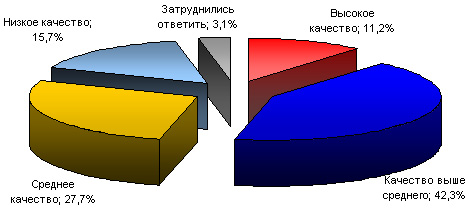 Низкое качество;
15,7%
Затруднились
ответить; 3,1%
Высокое
качество; 11,2%
Среднее
качество; 27,7%
Качество выше
среднего; 42,3%